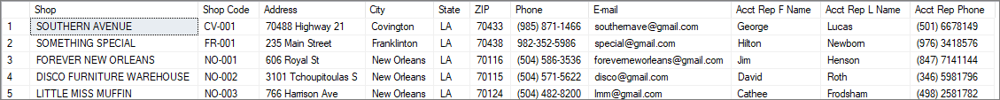 Shop Shop Code Address City State ZIP Phone E-mail Acct Rep F Name Acct Rep L Name Acct Rep Phone
1 SOUTHERN AVENUE CV-001 70488 Highway 21 Covington LA 70433 (985) 871-1466 southernave@gmail.com George Lucas (501) 6678149
2 SOMETHING SPECIAL FR-001 235 Main Street Franklinton LA 70438 982-352-5986 special@gmail.com Hilton Newborn (976) 3418576
3 FOREVER NEW ORLEANS NO-001 606 Royal St New Orleans LA 70116 (504) 586-3536 foreverneworleans@gmail.com Jim Henson (847) 7141144
4 DISCO FURNITURE WAREHOUSE NO-002 3101 Tchoupitoulas S New Orleans LA 70115 (504) 571-5622 disco@gmail.com David Roth (346) 5981796
5 LITTLE MISS MUFFIN NO-003 766 Harrison Ave New Orleans LA 70124 (504) 482-8200 lmm@gmail.com Cathee Frodsham (498) 2581782